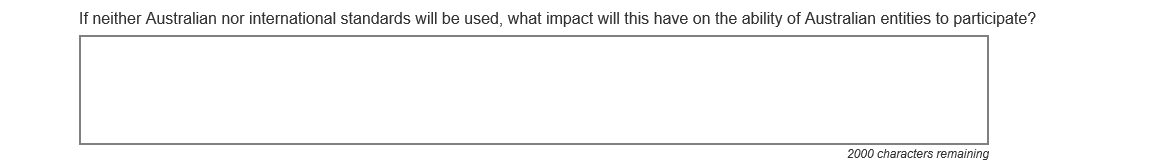 If neither Australian nor international standards will be used, what impact will this have on the ability of Australian entities to participate?
2000 characters remaining